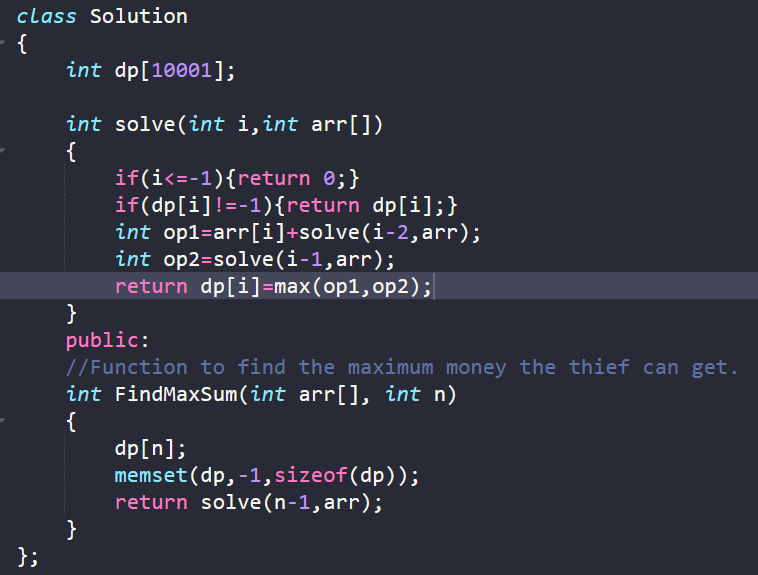 class Solution
{
    int dp[10001];

    int solve(int i,int arr[])
    {
        if(i<=-1){return 0;}
        if(dp[i]!=-1){return dp[i];}
        int op1=arr[i]+solve(i-2,arr);
        int op2=solve(i-1,arr);
        return dp[i]=max(op1,op2);
    }
    public:
    //Function to find the maximum money the thief can get.
    int FindMaxSum(int arr[], int n)
    {
        dp[n];
        memset(dp,-1,sizeof(dp));
        return solve(n-1,arr);
    }
};